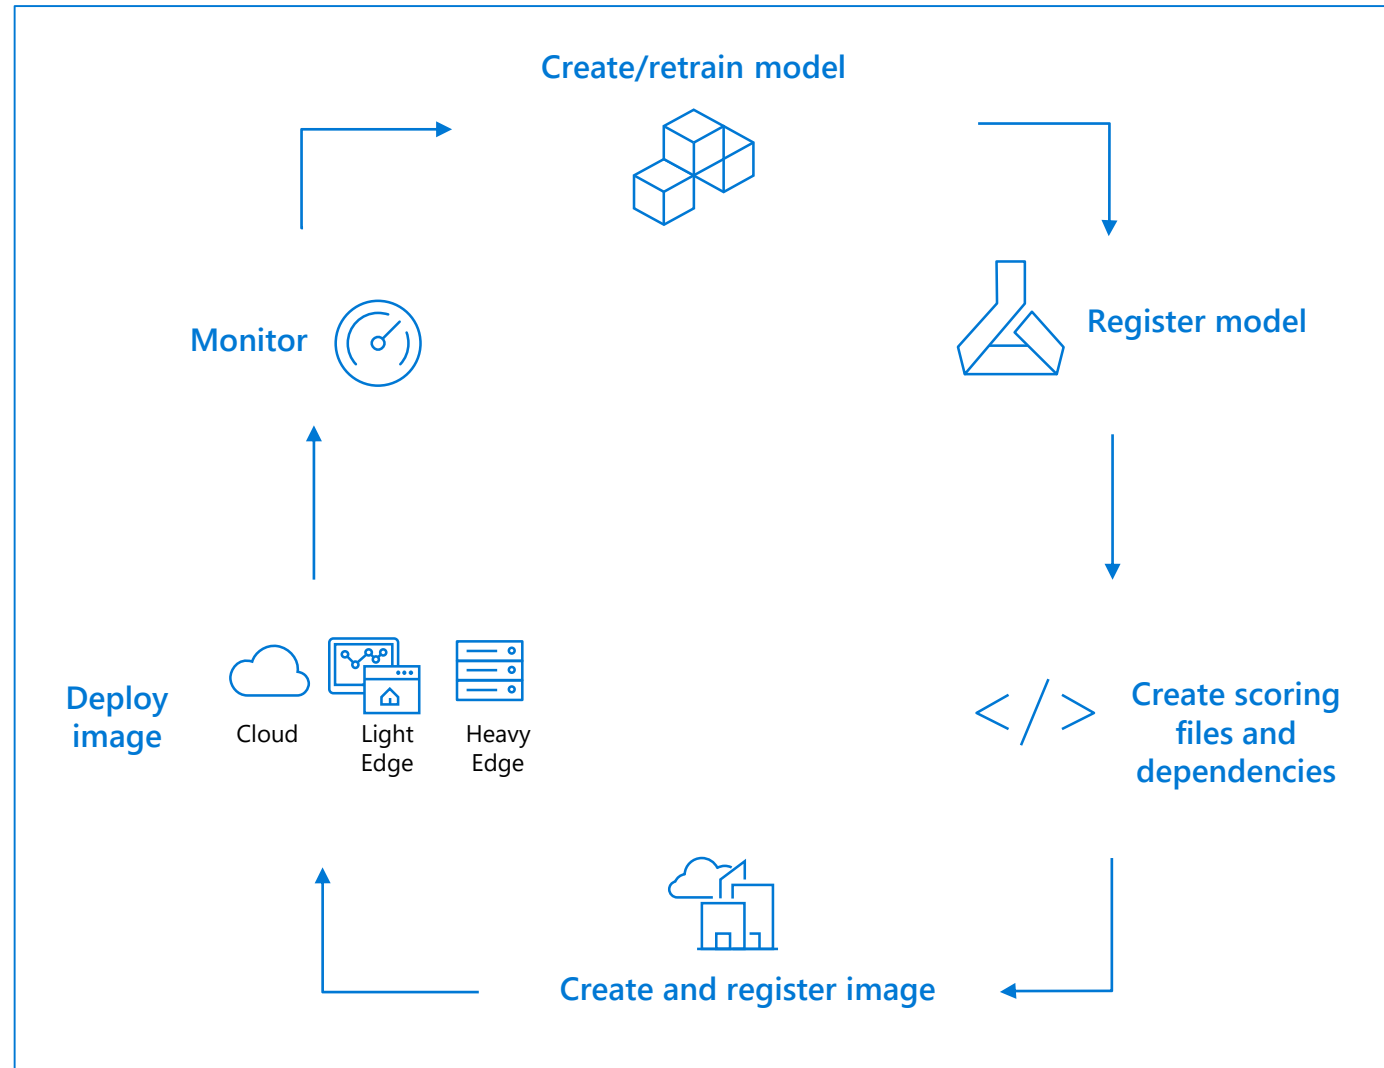 Create/retrain model
Monitor
Register model
Deploy
image
Cloud
Light
Edge
Heavy
Edge
Create scoring
files and
dependencies
Create and register image